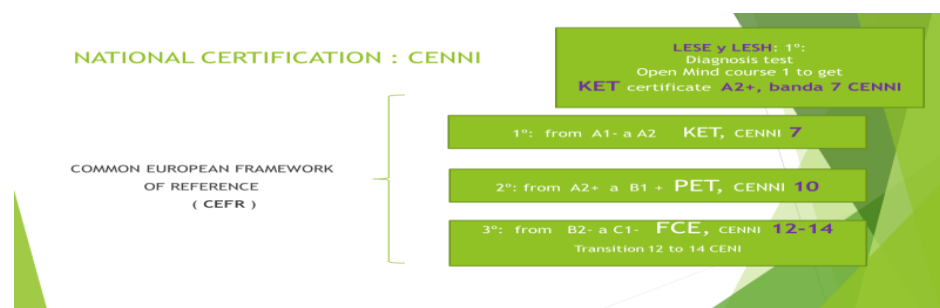 NATIONAL CERTIFICATION : CENNI
LESE y LESH: 1º:
Diagnosis test
Open Mind course 1 to get
KET certificate A2+, banda 7 CENNI
COMMON EUROPEAN FRAMEWORK
OF REFERENCE
( CEFR )
1º: from A1- a A2 KET, CENNI 7
2º: from A2+ a B1 + PET, CENNI 10
3º: from B2- a C1- FCE, CENNI 12-14
Transition 12 to 14 CENI